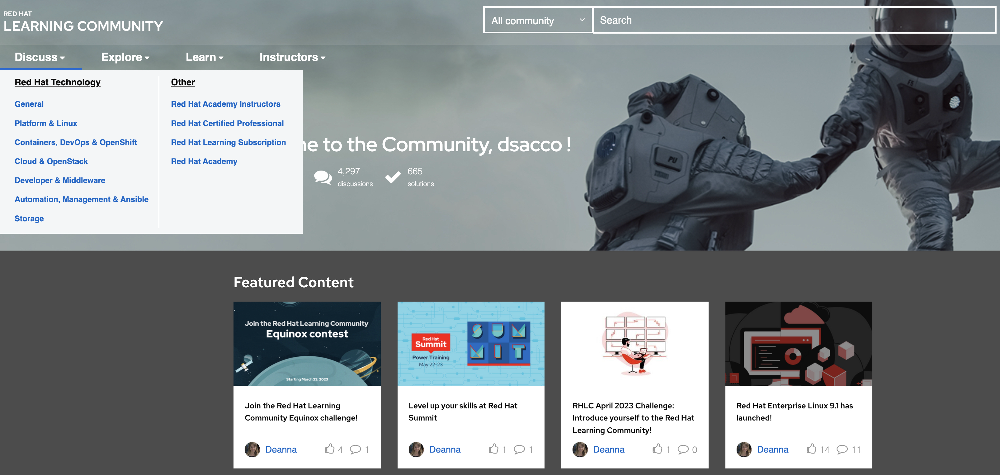 RED HAT
LEARNING COMMUNITY
All community
Search
Discuss
Explore
Learn
Instructors
Red Hat Technology
General
Platform & Linux
Containers, DevOps & OpenShift
Cloud & OpenStack
Developer & Middleware
Automation, Management & Ansible
Storage
Other
Red Hat Academy Instructors
Red Hat Certified Professional
Red Hat Learning Subscription
Red Hat Academy
to the Community, dsacco !
4,297
discussions
665
solutions
F5
PU
Featured Content
Join the Red Hat Learning Community
Equinox contest
Starting March 23, 2023
Join the Red Hat Learning
Community Equinox challenge!
Deanna
4
1
Red Hat
Summit
Power Training
May 22-23
SUM
MIT
Level up your skills at Red Hat
Summit
Deanna
1
1
RHLC April 2023 Challenge:
Introduce yourself to the Red Hat
Learning Community!
Deanna
1
0
Red Hat Enterprise Linux 9.1 has
launched!
Deanna
14
11